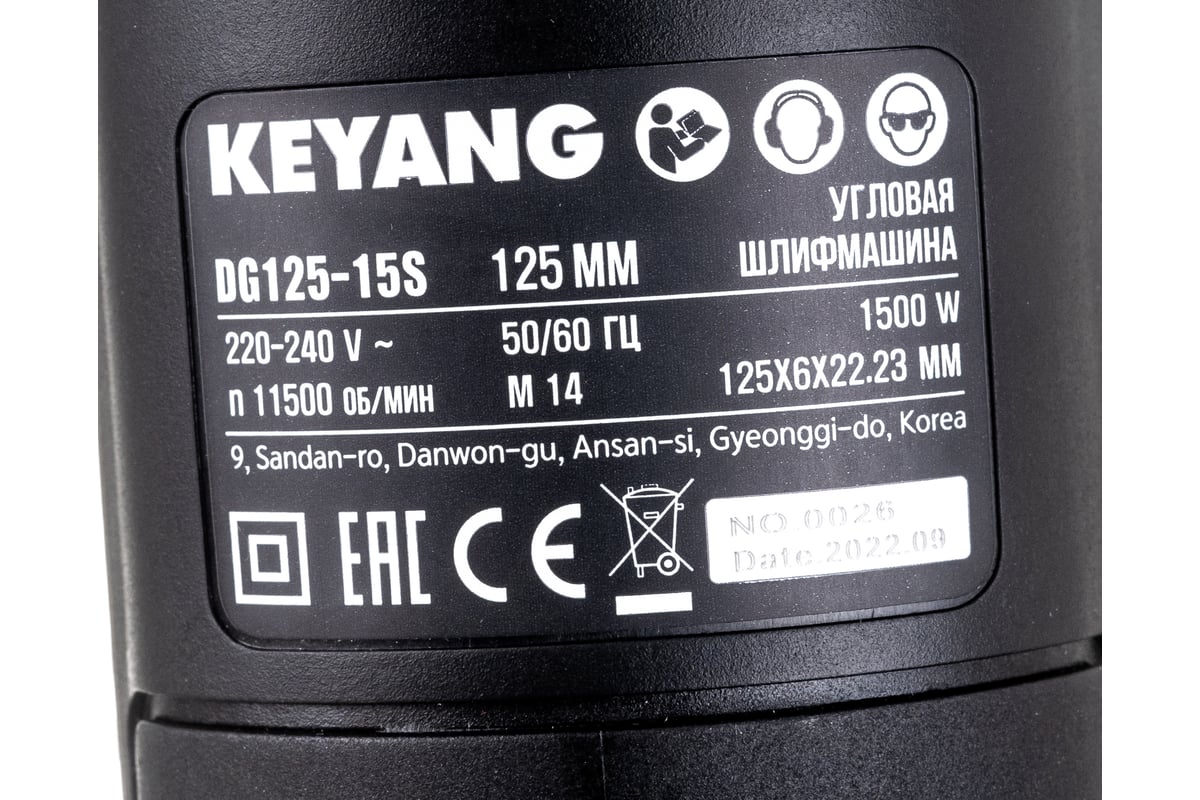 KEYANG
УГЛОВАЯ
ШЛИФМАШИНА
DG125-15S 125 ММ
220-240 V ~ 50/60 ГЦ 1500 W
n 11500 ОБ/МИН М 14 125Х6Х22.23 ММ
9, Sandan-ro, Danwon-gu, Ansan-si, Gyeonggi-do, Korea
EAC CE
NO.0026
Date.2022.09